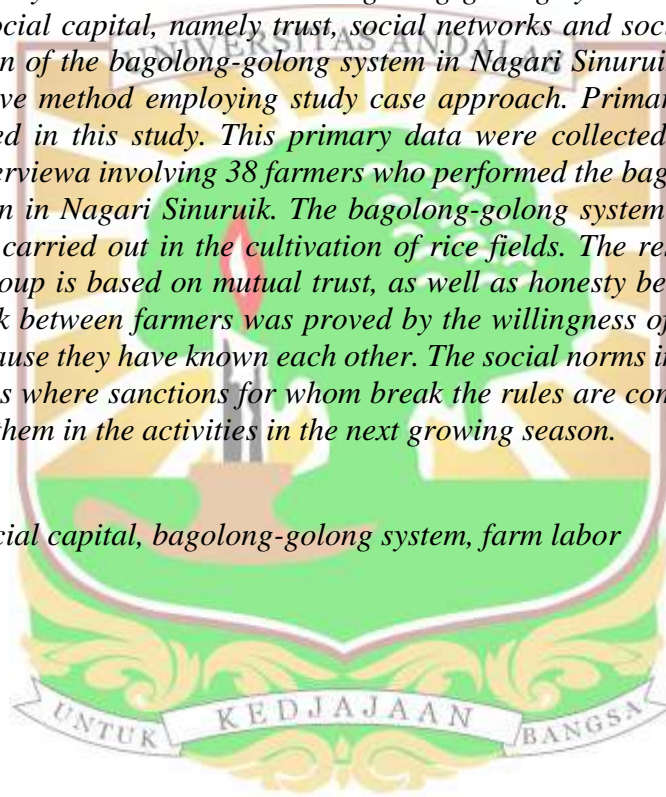 ocial capital, namely trust, social networks and soci
UNIVERSITAS ANDALAS
n of the bagolong-golong system in Nagari Sinurui
ve method employing study case approach. Primar
ed in this study. This primary data were collected
erviewa involving 38 farmers who performed the bag
n in Nagari Sinuruik. The bagolong-golong system
carried out in the cultivation of rice fields. The re
oup is based on mutual trust, as well as honesty be
k between farmers was proved by the willingness of
ause they have known each other. The social norms i
s where sanctions for whom break the rules are con
them in the activities in the next growing season.
cial capital, bagolong-golong system, farm labor
UNTUK KEDJAJAAN BANGSA